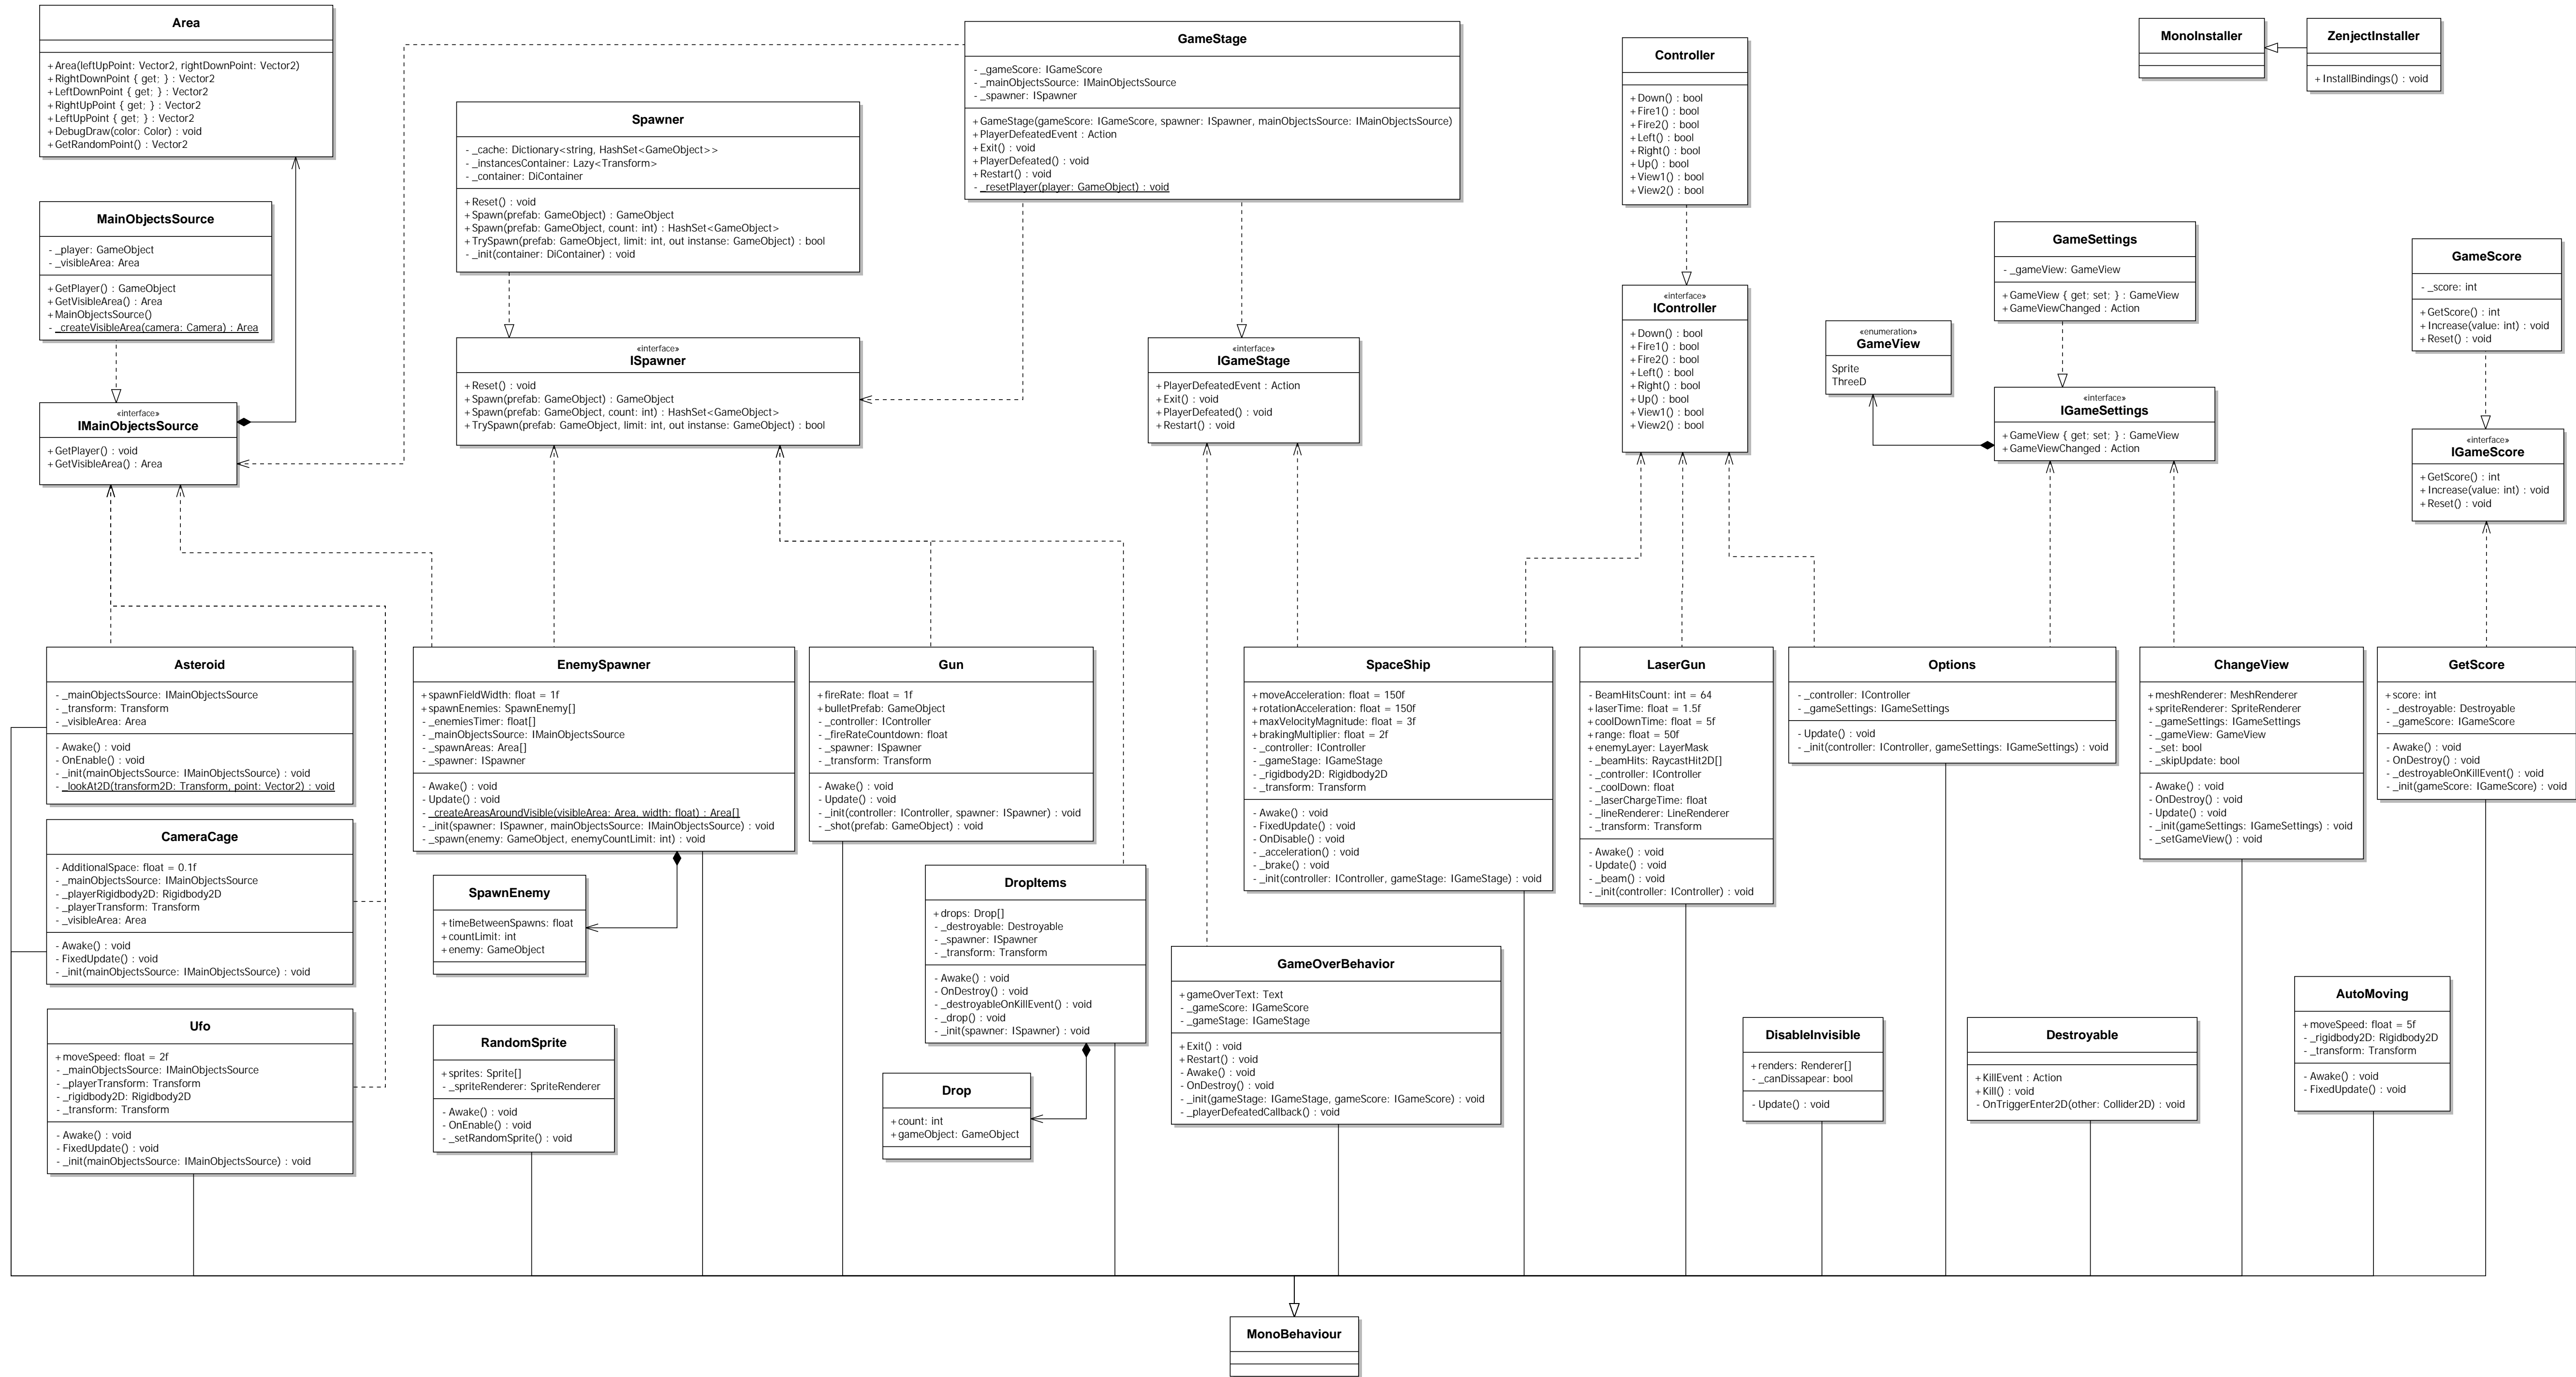 Area
+ Area(leftUpPoint: Vector2, rightDownPoint: Vector2)
+ RightDownPoint { get; } : Vector2
+ LeftDownPoint { get; } : Vector2
+ RightUpPoint { get; } : Vector2
+ LeftUpPoint { get; } : Vector2
+ DebugDraw(color: Color) : void
+ GetRandomPoint() : Vector2
MainObjectsSource
- _player: GameObject
- _visibleArea: Area
+ GetPlayer() : GameObject
+ GetVisibleArea() : Area
+ MainObjectsSource()
- _createVisibleArea(camera: Camera) : Area
«interface»
IMainObjectsSource
+ GetPlayer() : void
+ GetVisibleArea() : Area
Spawner
- _cache: Dictionary<string, HashSet<GameObject>>
- _instancesContainer: Lazy<Transform>
- _container: DiContainer
+ Reset() : void
+ Spawn(prefab: GameObject) : GameObject
+ Spawn(prefab: GameObject, count: int) : HashSet<GameObject>
+ TrySpawn(prefab: GameObject, limit: int, out instanse: GameObject) : bool
- _init(container: DiContainer) : void
«interface»
ISpawner
+ Reset() : void
+ Spawn(prefab: GameObject) : GameObject
+ Spawn(prefab: GameObject, count: int) : HashSet<GameObject>
+ TrySpawn(prefab: GameObject, limit: int, out instanse: GameObject) : bool
GameStage
- _gameScore: IGameScore
- _mainObjectsSource: IMainObjectsSource
- _spawner: ISpawner
+ GameStage(gameScore: IGameScore, spawner: ISpawner, mainObjectsSource: IMainObjectsSource)
+ PlayerDefeatedEvent : Action
+ Exit() : void
+ PlayerDefeated() : void
+ Restart() : void
- _resetPlayer(player: GameObject) : void
«interface»
IGameStage
+ PlayerDefeatedEvent : Action
+ Exit() : void
+ PlayerDefeated() : void
+ Restart() : void
Controller
+ Down() : bool
+ Fire1() : bool
+ Fire2() : bool
+ Left() : bool
+ Right() : bool
+ Up() : bool
+ View1() : bool
+ View2() : bool
«interface»
IController
+ Down() : bool
+ Fire1() : bool
+ Fire2() : bool
+ Left() : bool
+ Right() : bool
+ Up() : bool
+ View1() : bool
+ View2() : bool
MonoInstaller
ZenjectInstaller
+ InstallBindings() : void
GameSettings
- _gameView: GameView
+ GameView { get; set; } : GameView
+ GameViewChanged : Action
«enumeration»
GameView
Sprite
ThreeD
«interface»
IGameSettings
+ GameView { get; set; } : GameView
+ GameViewChanged : Action
GameScore
- _score: int
+ GetScore() : int
+ Increase(value: int) : void
+ Reset() : void
«interface»
IGameScore
+ GetScore() : int
+ Increase(value: int) : void
+ Reset() : void
Asteroid
- _mainObjectsSource: IMainObjectsSource
- _transform: Transform
- _visibleArea: Area
- Awake() : void
- OnEnable() : void
- _init(mainObjectsSource: IMainObjectsSource) : void
- _lookAt2D(transform2D: Transform, point: Vector2) : void
CameraCage
- AdditionalSpace: float = 0.1f
- _mainObjectsSource: IMainObjectsSource
- _playerRigidbody2D: Rigidbody2D
- _playerTransform: Transform
- _visibleArea: Area
- Awake() : void
- FixedUpdate() : void
- _init(mainObjectsSource: IMainObjectsSource) : void
Ufo
+ moveSpeed: float = 2f
- _mainObjectsSource: IMainObjectsSource
- _playerTransform: Transform
- _rigidbody2D: Rigidbody2D
- _transform: Transform
- Awake() : void
- FixedUpdate() : void
- _init(mainObjectsSource: IMainObjectsSource) : void
EnemySpawner
+ spawnFieldWidth: float = 1f
+ spawnEnemies: SpawnEnemy[]
- _enemiesTimer: float[]
- _mainObjectsSource: IMainObjectsSource
- _spawnAreas: Area[]
- _spawner: ISpawner
- Awake() : void
- Update() : void
- _createAreasAroundVisible(visibleArea: Area, width: float) : Area[]
- _init(spawner: ISpawner, mainObjectsSource: IMainObjectsSource) : void
- _spawn(enemy: GameObject, enemyCountLimit: int) : void
SpawnEnemy
+ timeBetweenSpawns: float
+ countLimit: int
+ enemy: GameObject
RandomSprite
+ sprites: Sprite[]
- _spriteRenderer: SpriteRenderer
- Awake() : void
- OnEnable() : void
- _setRandomSprite() : void
Gun
+ fireRate: float = 1f
+ bulletPrefab: GameObject
- _controller: IController
- _fireRateCountdown: float
- _spawner: ISpawner
- _transform: Transform
- Awake() : void
- Update() : void
- _init(controller: IController, spawner: ISpawner) : void
- _shot(prefab: GameObject) : void
DropItems
+ drops: Drop[]
- _destroyable: Destroyable
- _spawner: ISpawner
- _transform: Transform
- Awake() : void
- OnDestroy() : void
- _destroyableOnKillEvent() : void
- _drop() : void
- _init(spawner: ISpawner) : void
Drop
+ count: int
+ gameObject: GameObject
SpaceShip
+ moveAcceleration: float = 150f
+ rotationAcceleration: float = 150f
+ maxVelocityMagnitude: float = 3f
+ brakingMultiplier: float = 2f
- _controller: IController
- _gameStage: IGameStage
- _rigidbody2D: Rigidbody2D
- _transform: Transform
- Awake() : void
- FixedUpdate() : void
- OnDisable() : void
- _acceleration() : void
- _brake() : void
- _init(controller: IController, gameStage: IGameStage) : void
GameOverBehavior
+ gameOverText: Text
- _gameScore: IGameScore
- _gameStage: IGameStage
+ Exit() : void
+ Restart() : void
- Awake() : void
- OnDestroy() : void
- _init(gameStage: IGameStage, gameScore: IGameScore) : void
- _playerDefeatedCallback() : void
LaserGun
- BeamHitsCount: int = 64
+ laserTime: float = 1.5f
+ coolDownTime: float = 5f
+ range: float = 50f
+ enemyLayer: LayerMask
- _beamHits: RaycastHit2D[]
- _controller: IController
- _coolDown: float
- _laserChargeTime: float
- _lineRenderer: LineRenderer
- _transform: Transform
- Awake() : void
- Update() : void
- _beam() : void
- _init(controller: IController) : void
Options
- _controller: IController
- _gameSettings: IGameSettings
- Update() : void
- _init(controller: IController, gameSettings: IGameSettings) : void
ChangeView
+ meshRenderer: MeshRenderer
+ spriteRenderer: SpriteRenderer
- _gameSettings: IGameSettings
- _gameView: GameView
- _set: bool
- _skipUpdate: bool
- Awake() : void
- OnDestroy() : void
- Update() : void
- _init(gameSettings: IGameSettings) : void
- _setGameView() : void
GetScore
+ score: int
- _destroyable: Destroyable
- _gameScore: IGameScore
- Awake() : void
- OnDestroy() : void
- _destroyableOnKillEvent() : void
- _init(gameScore: IGameScore) : void
DisableInvisible
+ renders: Renderer[]
- _canDissapear: bool
- Update() : void
Destroyable
+ KillEvent : Action
+ Kill() : void
- OnTriggerEnter2D(other: Collider2D) : void
AutoMoving
+ moveSpeed: float = 5f
- _rigidbody2D: Rigidbody2D
- _transform: Transform
- Awake() : void
- FixedUpdate() : void
MonoBehaviour